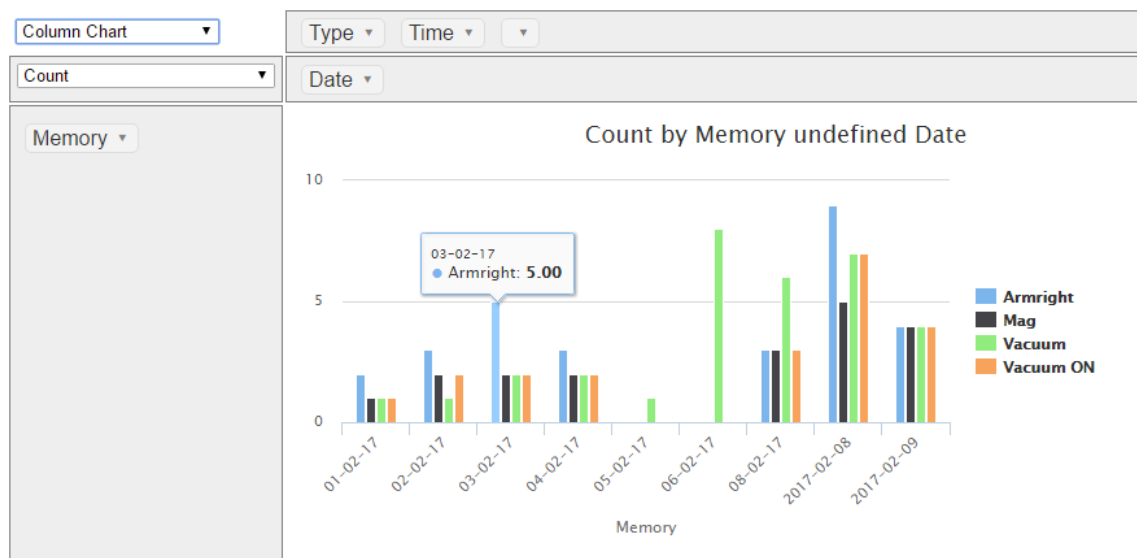 Column Chart
Type Time
Count
Date
Memory
Count by Memory undefined Date
10
5
0
03-02-17
Armright: 5.00
Armright
Mag
Vacuum
Vacuum ON
01-02-17
02-02-17
03-02-17
04-02-17
05-02-17
06-02-17
08-02-17
2017-02-08
2017-02-09
Memory